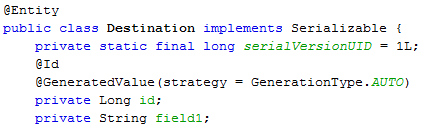 @Entity
public class Destination implements Serializable {
    private static final long serialVersionUID = 1L;
    @Id
    @GeneratedValue(strategy = GenerationType.AUTO)
    private Long id;
    private String field1;